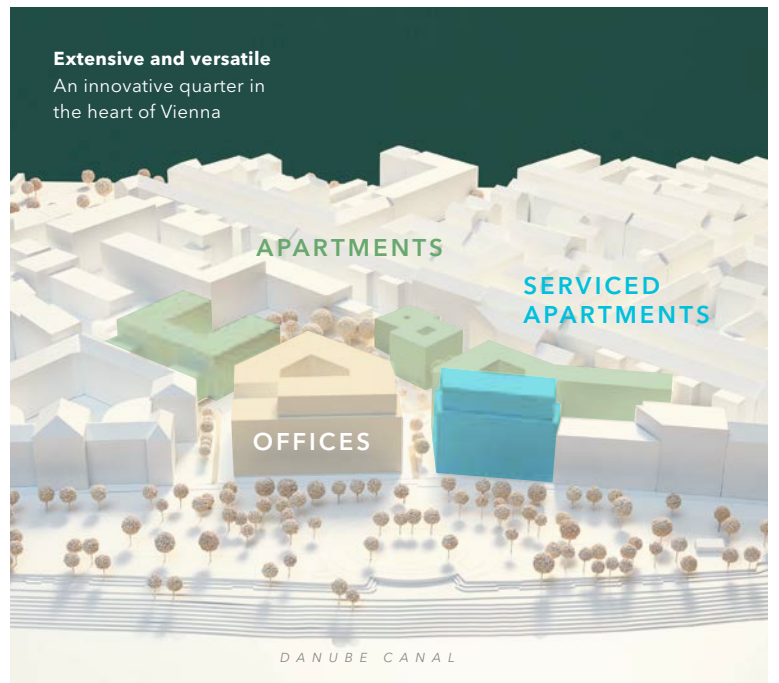 Extensive and versatile
An innovative quarter in
the heart of Vienna
APARTMENTS
SERVICED
APARTMENTS
OFFICES
DANUBE CANAL